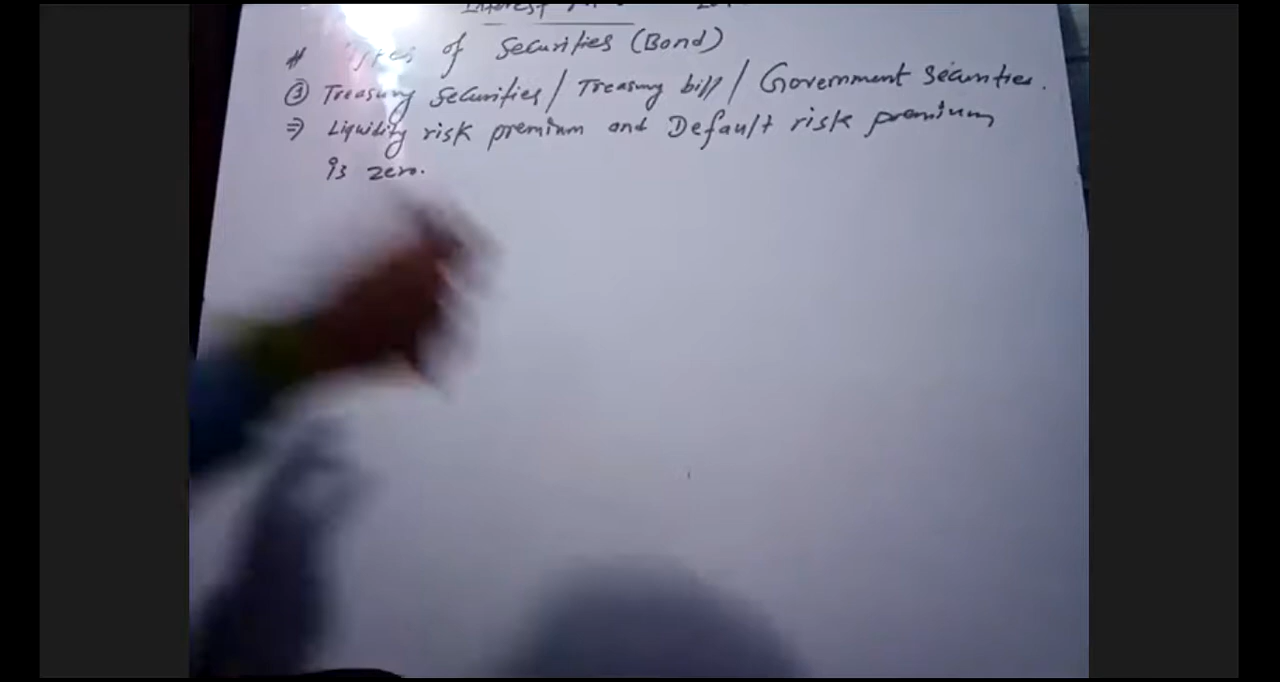 Interest
# Types of Securities (Bond)
③ Treasury Securities / Treasury bill / Government Securities.
⇒ Liquidity risk premium and Default risk premium
is zero.